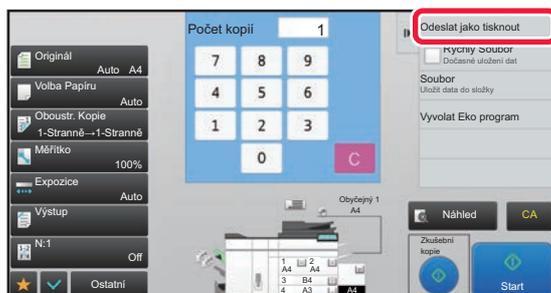 Počet kopií
1
Originál
Auto A4
Volba Papíru
Auto
Oboustr. Kopie
1-Stranně→1-Stranně
Měřítko
100%
Expozice
Auto
Výstup
N:1
Off
Ostatní
7 8 9
4 5 6
1 2 3
0 C
Obyčejný 1
A4
1 2
A4 A4
3 B4
4 A3
A4
Odeslat jako tisknout
Rychlý Soubor
Dočasné uložení dat
Soubor
Uložit data do složky
Vyvolat Eko program
Náhled
CA
Zkušební
kopie
Start